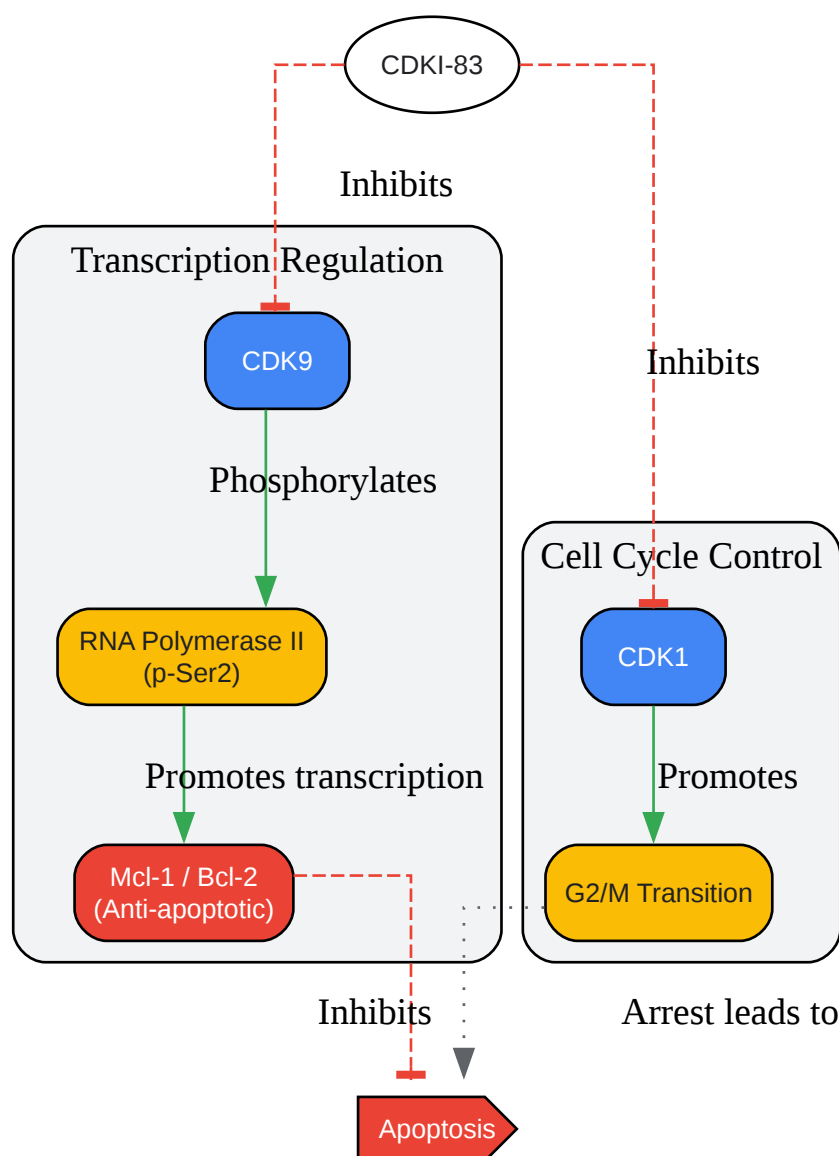 CDKI-83
Inhibits
Transcription Regulation
CDK9
Inhibits
Phosphorylates
Cell Cycle Control
RNA Polymerase II
(p-Ser2)
CDK1
Promotes transcription
Promotes
Mcl-1 / Bcl-2
(Anti-apoptotic)
G2/M Transition
Inhibits
Arrest leads to
Apoptosis